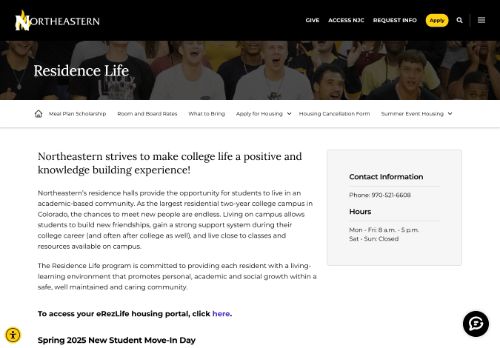 NORTHEASTERN
GIVE ACCESS NJC REQUEST INFO Apply
Residence Life
Meal Plan Scholarship Room and Board Rates What to Bring Apply for Housing Housing Cancellation Form Summer Event Housing
Northeastern strives to make college life a positive and
knowledge building experience!
Northeastern's residence halls provide the opportunity for students to live in an
academic-based community. As the largest residential two-year college campus in
Colorado, the chances to meet new people are endless. Living on campus allows
students to build new friendships, gain a strong support system during their
college career (and often after college as well), and live close to classes and
resources available on campus.
The Residence Life program is committed to providing each resident with a living-
learning environment that promotes personal, academic and social growth within a
safe, well maintained and caring community.
To access your eRezLife housing portal, click here.
Spring 2025 New Student Move-In Day
Contact Information
Phone: 970-521-6608
Hours
Mon - Fri: 8 a.m. - 5 p.m.
Sat - Sun: Closed